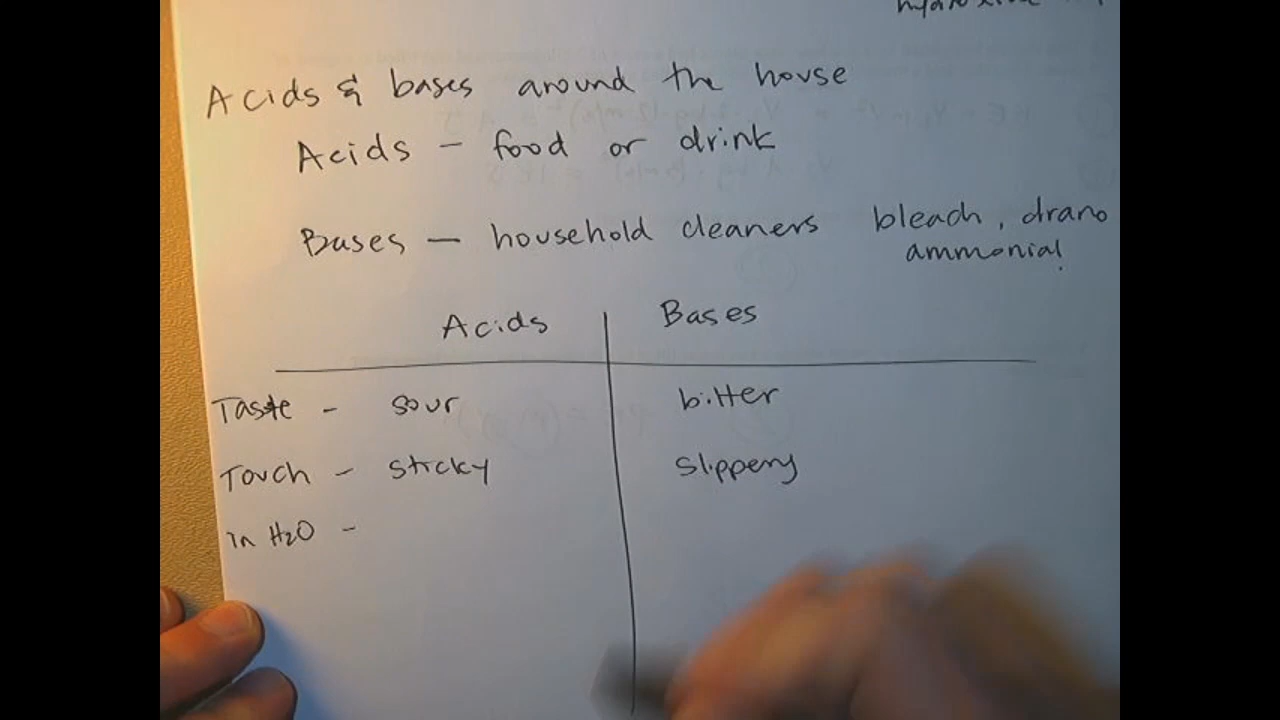 Acids & bases around the house
Acids - food or drink
Bases - household cleaners bleach, drano
ammonia!
Acids Bases
Taste - sour bitter
Touch - sticky slippery
in H2O -